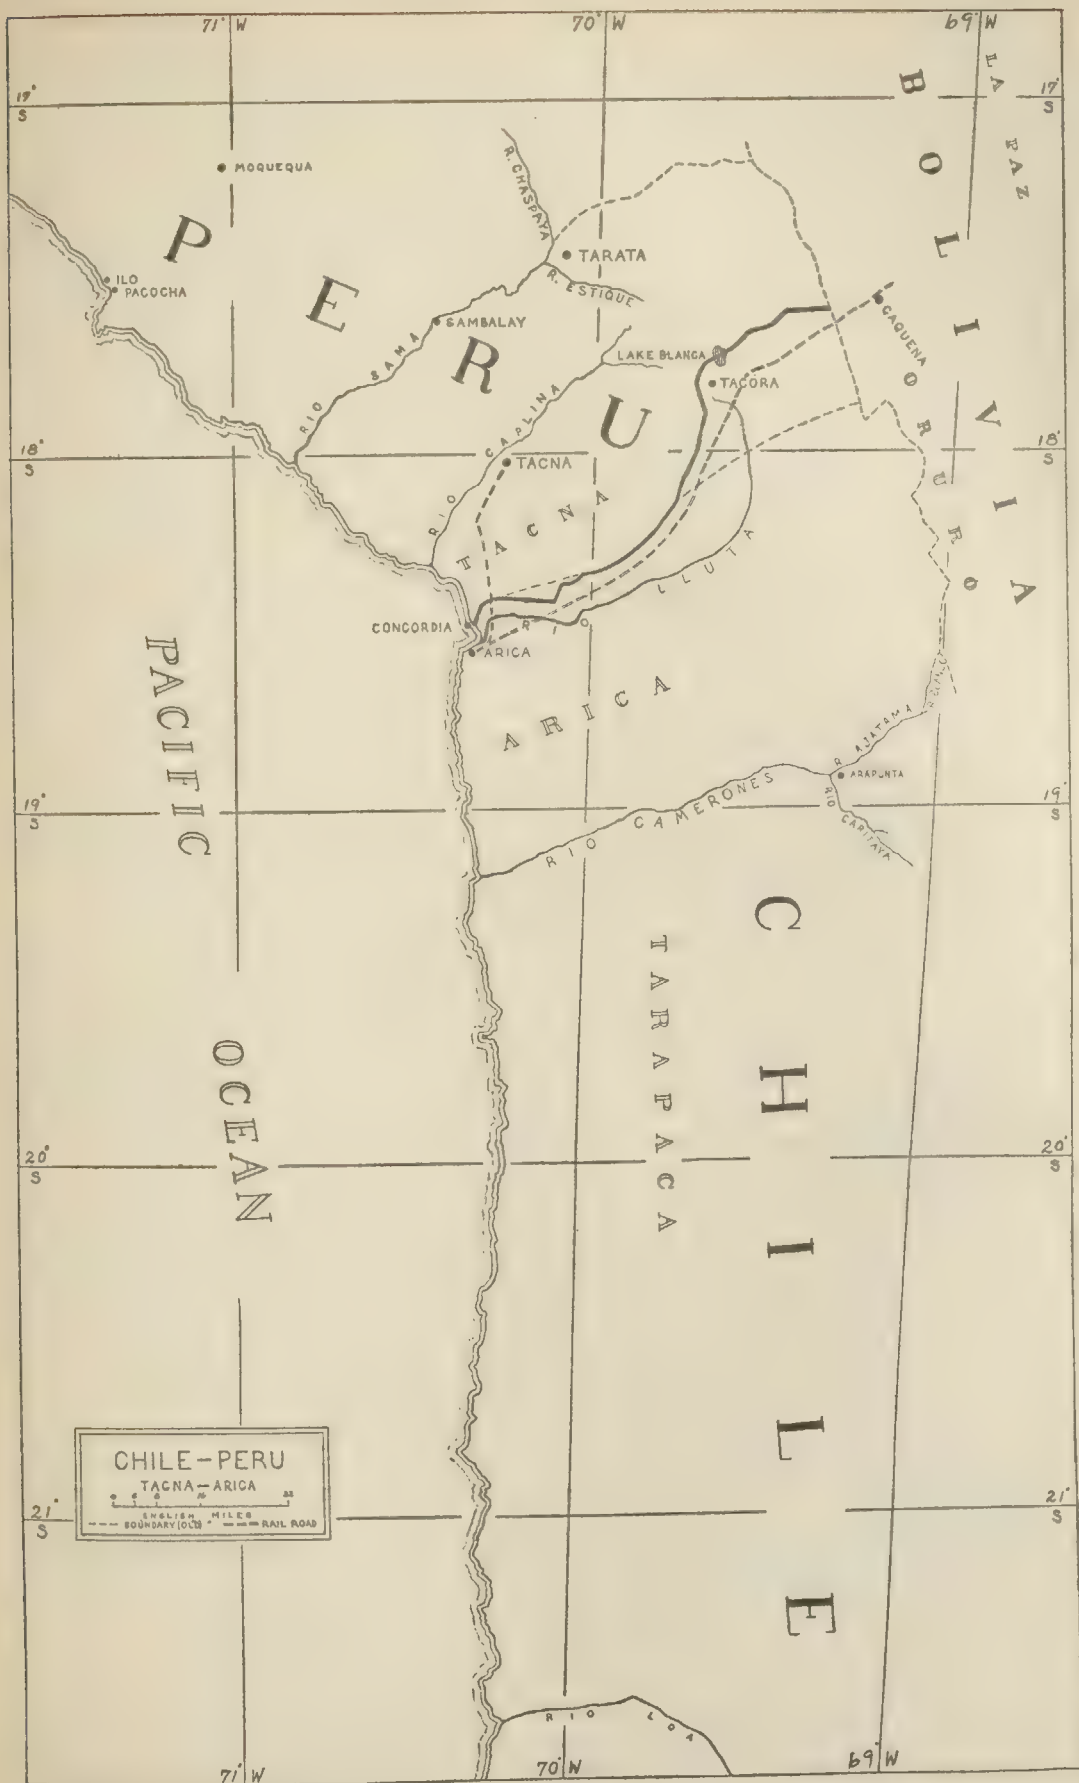 71° W
70° W
69° W
17° S
17° S
LA PAZ
BOLIVIA
MOQUEQUA
R. CHASPAYA
PERU
TARATA
R. ESTIQUE
ILO
PACOCHA
SAMBALAY
RIO SAMA
LAKE BLANCA
CAQUENA
TACORA
ORURO
RIO CAPLINA
18° S
18° S
TACNA
TACNA
RIO LLUTA
CONCORDIA
ARICA
ARICA
PACIFIC
OCEAN
R. AJATAMA
ARAPUNTA
RIO CAMERONES
RIO CARITAYA
19° S
19° S
CHILE
TARAPACA
20° S
20° S
CHILE-PERU
TACNA-ARICA
ENGLISH MILES
BOUNDARY (OLD) RAIL ROAD
21° S
21° S
RIO LOA
71° W
70° W
69° W